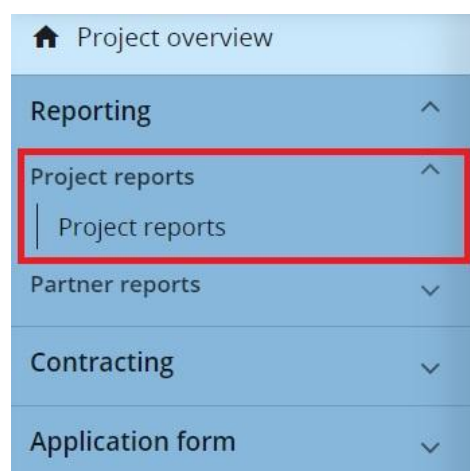 Project overview
Reporting
Project reports
Project reports
Partner reports
Contracting
Application form